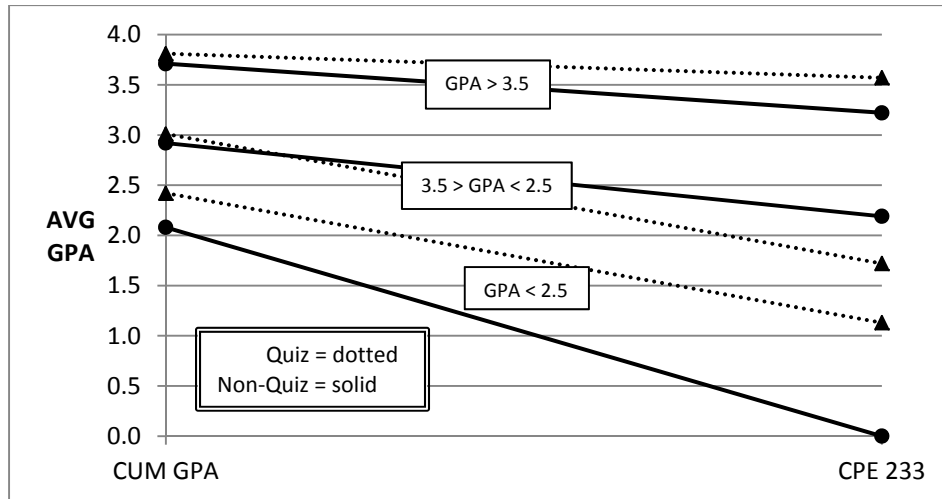 4.0
3.5
GPA > 3.5
3.0
2.5
3.5 > GPA < 2.5
AVG
GPA
2.0
1.5
GPA < 2.5
1.0
0.5
0.0
Quiz = dotted
Non-Quiz = solid
CUM GPA
CPE 233